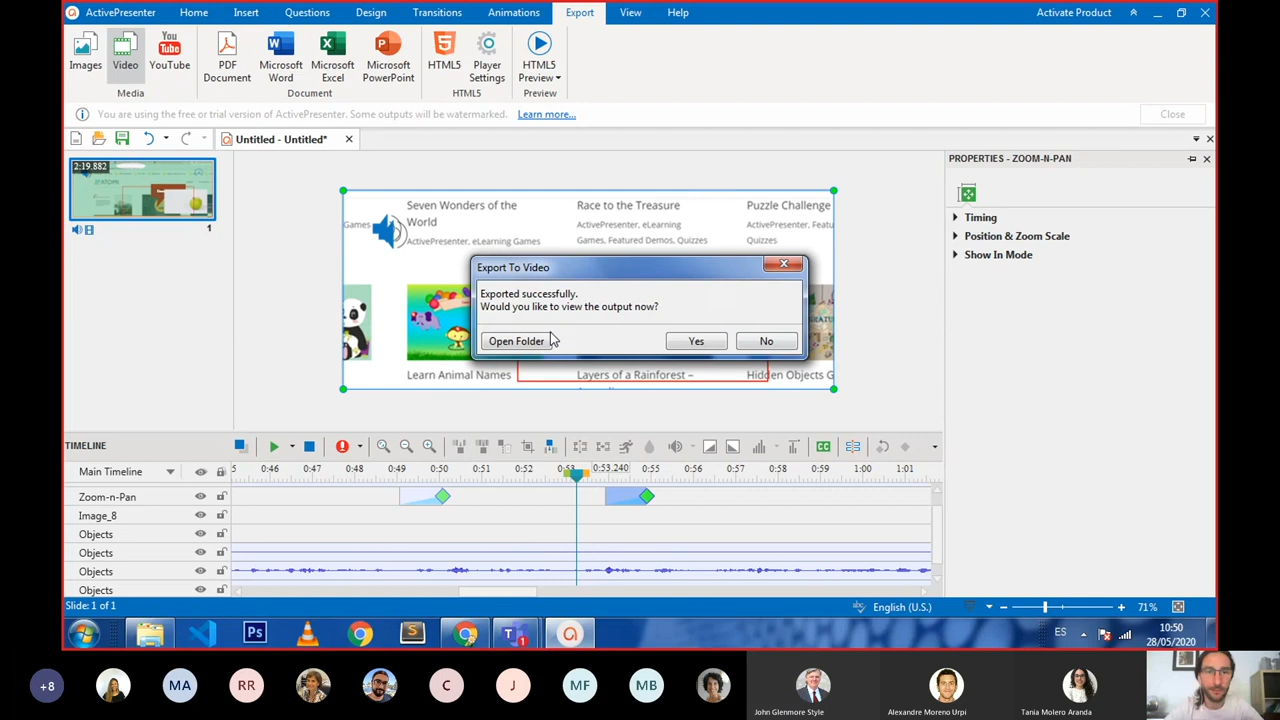 ActivePresenter Home Insert Questions Design Transitions Animations Export View Help Activate Product
Images Video YouTube PDF Document Microsoft Word Microsoft Excel Microsoft PowerPoint HTML5 Player Settings HTML5 Preview
Media Document HTML5 Preview
You are using the free or trial version of ActivePresenter. Some outputs will be watermarked. Learn more... Close
Untitled - Untitled*
2:19.882
1
PROPERTIES - ZOOM-N-PAN
Timing
Position & Zoom Scale
Show In Mode
Seven Wonders of the World
Race to the Treasure
Puzzle Challenge
Games
ActivePresenter, eLearning Games
ActivePresenter, eLearning Games, Featured Demos, Quizzes
ActivePresenter, Featu
Quizzes
Export To Video
Exported successfully.
Would you like to view the output now?
Open Folder Yes No
Learn Animal Names
Layers of a Rainforest –
Hidden Objects G
TIMELINE
Main Timeline
5 0:46 0:47 0:48 0:49 0:50 0:51 0:52 0:53 0:53.240 0:55 0:56 0:57 0:58 0:59 1:00 1:01
Zoom-n-Pan
Image_8
Objects
Objects
Objects
Objects
Slide: 1 of 1 English (U.S.) 71%
Ps S T 1 ES 10:50
28/05/2020
+8 MA RR C J MF MB
John Glenmore Style Alexandre Moreno Urpi Tania Molero Aranda